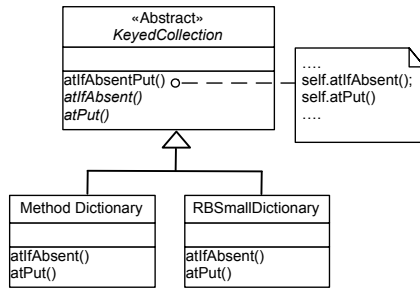 «Abstract»
KeyedCollection
atIfAbsentPut()
atIfAbsent()
atPut()
....
self.atIfAbsent();
self.atPut()
....
Method Dictionary
atIfAbsent()
atPut()
RBSmallDictionary
atIfAbsent()
atPut()